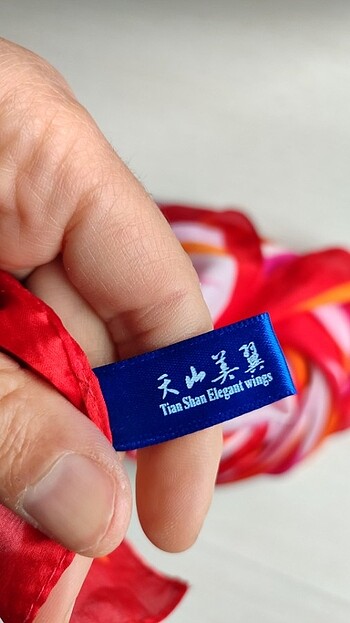 天山美翼
Tian Shan Elegant wings